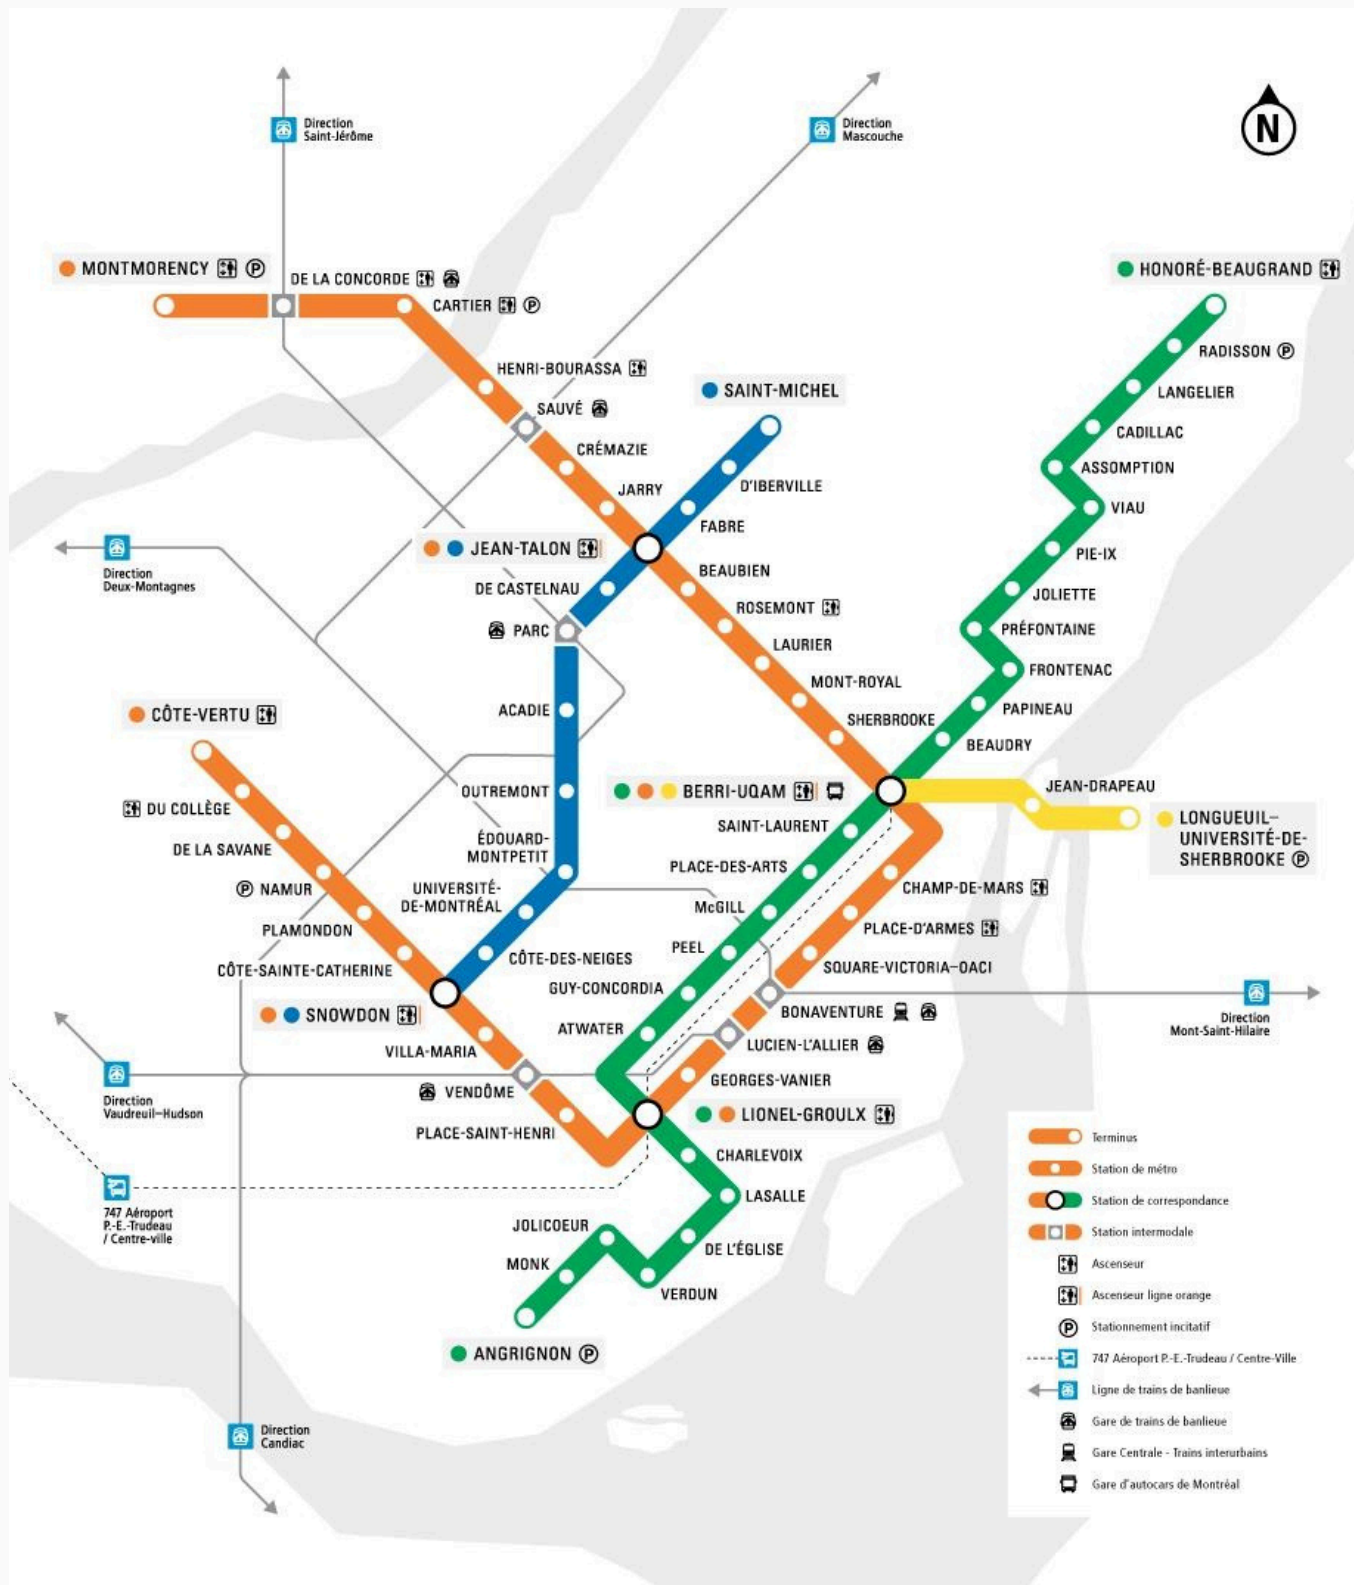 Direction
Saint-Jérôme
Direction
Mascouche
N
MONTMORENCY P
DE LA CONCORDE
CARTIER P
HONORÉ-BEAUGRAND
RADISSON P
HENRI-BOURASSA
SAINT-MICHEL
LANGELIER
SAUVÉ
CADILLAC
CRÉMAZIE
ASSOMPTION
D'IBERVILLE
JARRY
VIAU
FABRE
JEAN-TALON
PIE-IX
Direction
Deux-Montagnes
BEAUBIEN
DE CASTELNAU
JOLIETTE
ROSEMONT
PARC
PRÉFONTAINE
LAURIER
FRONTENAC
MONT-ROYAL
ACADIE
PAPINEAU
CÔTE-VERTU
SHERBROOKE
BEAUDRY
JEAN-DRAPEAU
OUTREMONT
BERRI-UQAM
DU COLLÈGE
LONGUEUIL–
UNIVERSITÉ-DE-
SHERBROOKE P
SAINT-LAURENT
ÉDOUARD-
MONTPETIT
DE LA SAVANE
PLACE-DES-ARTS
P NAMUR
UNIVERSITÉ-
DE-MONTRÉAL
CHAMP-DE-MARS
McGILL
PLAMONDON
PLACE-D'ARMES
PEEL
CÔTE-DES-NEIGES
CÔTE-SAINTE-CATHERINE
SQUARE-VICTORIA–OACI
GUY-CONCORDIA
SNOWDON
BONAVENTURE
Direction
Mont-Saint-Hilaire
ATWATER
VILLA-MARIA
LUCIEN-L'ALLIER
GEORGES-VANIER
VENDÔME
Direction
Vaudreuil–Hudson
LIONEL-GROULX
PLACE-SAINT-HENRI
CHARLEVOIX
LASALLE
747 Aéroport
P.-E.-Trudeau
/ Centre-ville
JOLICOEUR
DE L'ÉGLISE
MONK
VERDUN
ANGRIGNON P
Direction
Candiac
Terminus
Station de métro
Station de correspondance
Station intermodale
Ascenseur
Ascenseur ligne orange
P Stationnement incitatif
747 Aéroport P.-E.-Trudeau / Centre-Ville
Ligne de trains de banlieue
Gare de trains de banlieue
Gare Centrale - Trains interurbains
Gare d'autocars de Montréal